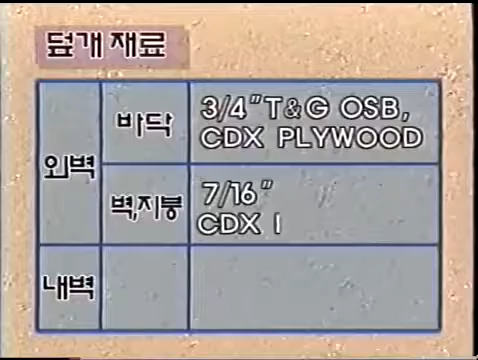 덮개 재료
외벽
바닥
3/4" T&G OSB,
CDX PLYWOOD
벽,지붕
7/16"
CDX
내벽